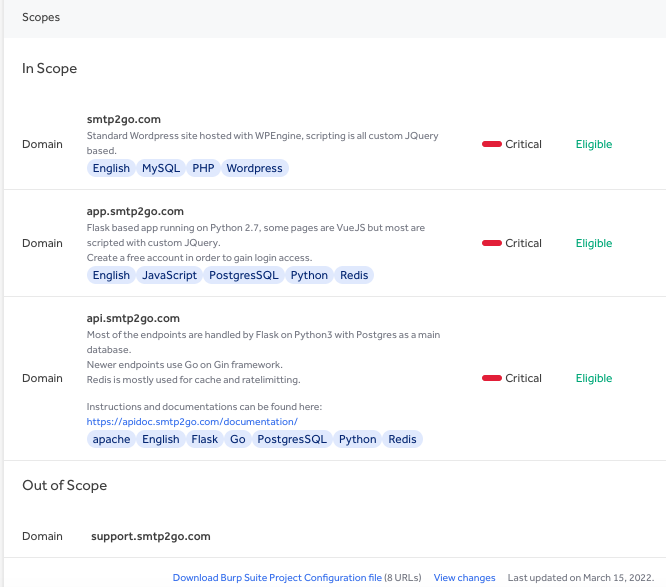 Scopes
In Scope
smtp2go.com
Standard Wordpress site hosted with WPEngine, scripting is all custom JQuery
Domain
based.
Critical
Eligible
English MySQL PHP Wordpress
app.smtp2go.com
Flask based app running on Python 2.7, some pages are VueJS but most are
Domain
scripted with custom JQuery.
Critical
Eligible
Create a free account in order to gain login access.
English JavaScript PostgresSQL Python Redis
api.smtp2go.com
Most of the endpoints are handled by Flask on Python3 with Postgres as a main
database.
Newer endpoints use Go on Gin framework.
Domain
Redis is mostly used for cache and ratelimitting.
Critical
Eligible
Instructions and documentations can be found here:
https://apidoc.smtp2go.com/documentation/
apache English Flask Go PostgresSQL Python Redis
Out of Scope
Domain
support.smtp2go.com
Download Burp Suite Project Configuration file (8 URLs) View changes Last updated on March 15, 2022.